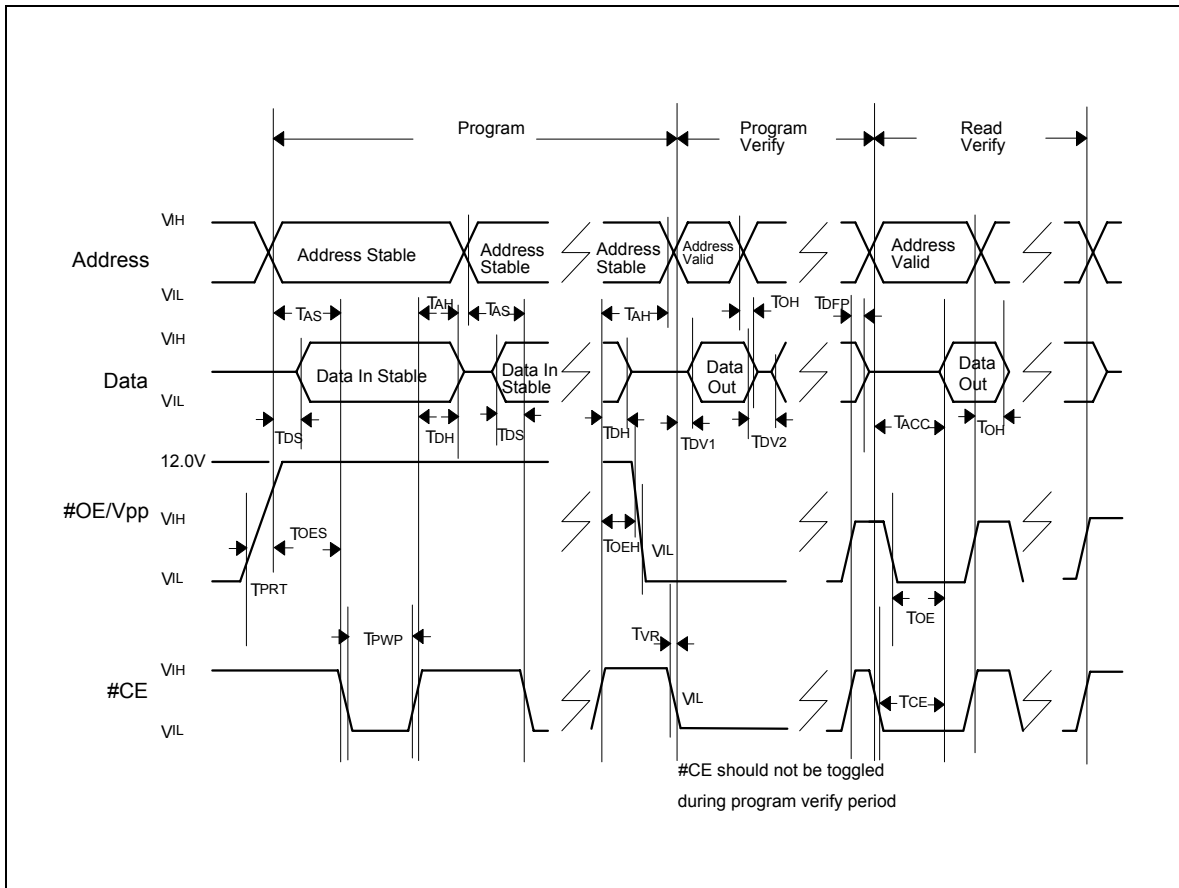 Program
Program
Verify
Read
Verify
VIH
Address
VIL
Address Stable
Address
Stable
Address
Stable
Address
Valid
Address
Valid
TAS
TAH
TAS
TAH
TOH
TDFP
VIH
Data
VIL
Data In Stable
Data In
Stable
Data
Out
Data
Out
TDS
TDH
TDS
TDH
TDV1
TDV2
TACC
TOH
12.0V
#OE/Vpp
VIH
VIL
TPRT
TOES
TOEH
VIL
TOE
TPWP
TVR
VIH
#CE
VIL
VIL
TCE
#CE should not be toggled
during program verify period